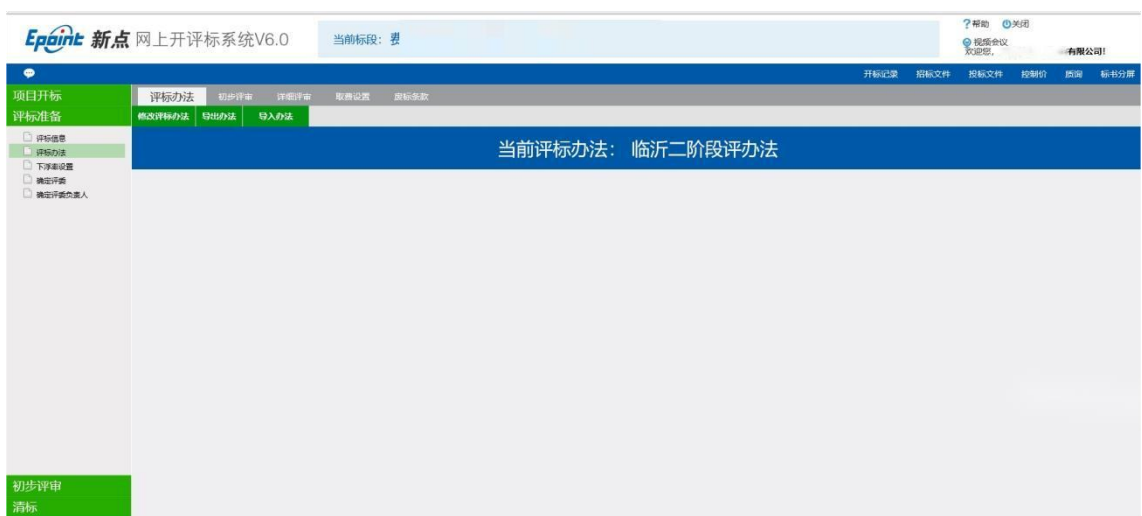 ?帮助 关闭
Epoint 新点 网上开评标系统V6.0 当前标段:
视频会议
欢迎您, 有限公司!
开标记录 招标文件 投标文件 控制价 质询 标书分屏
项目开标
评标办法 初步评审 详细评审 取费设置 废标条款
评标准备
修改评标办法 导出办法 导入办法
评标信息
当前评标办法: 临沂二阶段评办法
评标办法
下浮率设置
确定评委
确定评委负责人
初步评审
清标